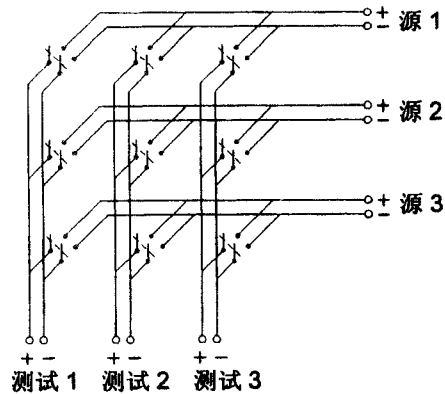 +
− 源 1
+
− 源 2
+
− 源 3
+ − + − + −
测试 1 测试 2 测试 3